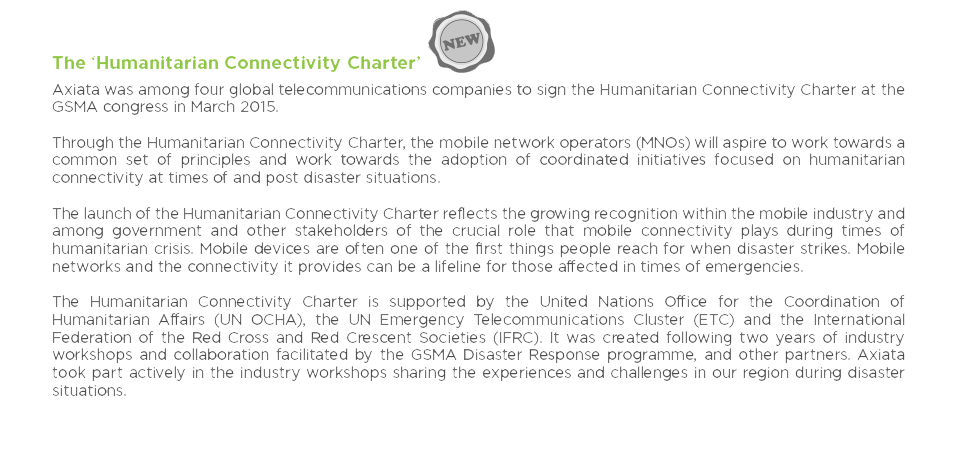 NEW
The ‘Humanitarian Connectivity Charter’
Axiata was among four global telecommunications companies to sign the Humanitarian Connectivity Charter at the
GSMA congress in March 2015.
Through the Humanitarian Connectivity Charter, the mobile network operators (MNOs) will aspire to work towards a
common set of principles and work towards the adoption of coordinated initiatives focused on humanitarian
connectivity at times of and post disaster situations.
The launch of the Humanitarian Connectivity Charter reflects the growing recognition within the mobile industry and
among government and other stakeholders of the crucial role that mobile connectivity plays during times of
humanitarian crisis. Mobile devices are often one of the first things people reach for when disaster strikes. Mobile
networks and the connectivity it provides can be a lifeline for those affected in times of emergencies.
The Humanitarian Connectivity Charter is supported by the United Nations Office for the Coordination of
Humanitarian Affairs (UN OCHA), the UN Emergency Telecommunications Cluster (ETC) and the International
Federation of the Red Cross and Red Crescent Societies (IFRC). It was created following two years of industry
workshops and collaboration facilitated by the GSMA Disaster Response programme, and other partners. Axiata
took part actively in the industry workshops sharing the experiences and challenges in our region during disaster
situations.